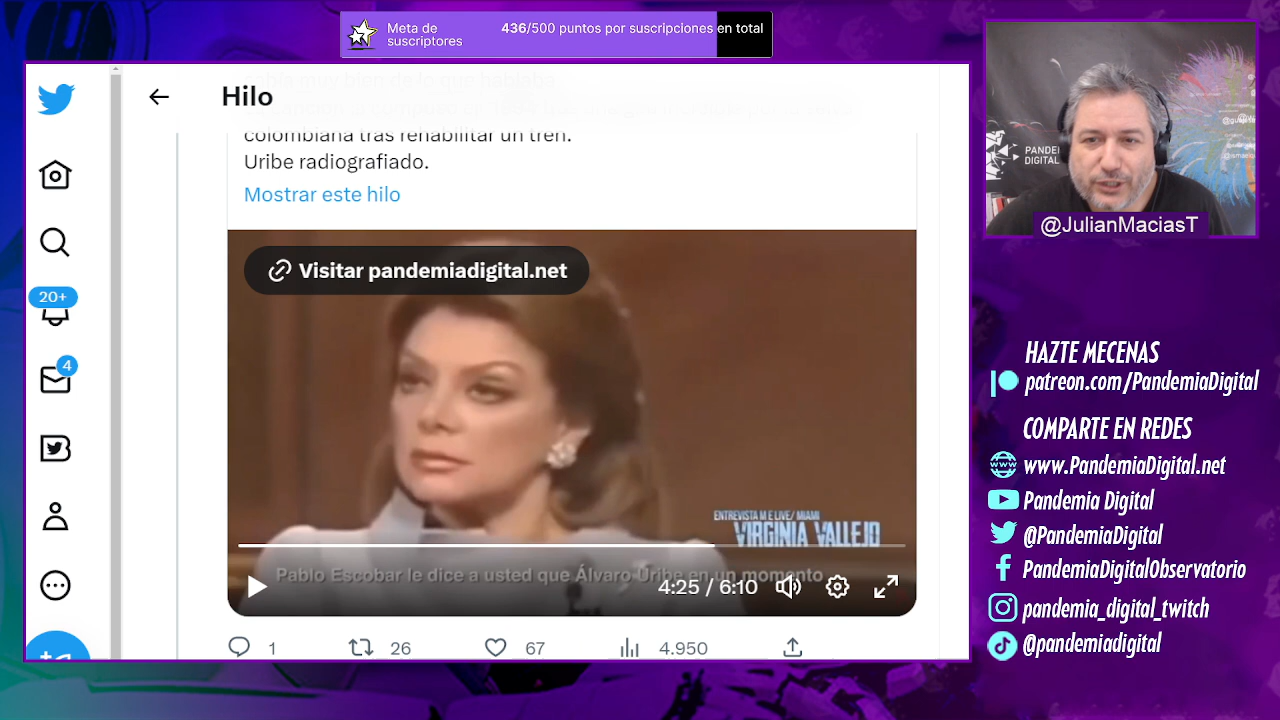 Meta de
suscriptores
436/500 puntos por suscripciones en total
Hilo
colombiana tras rehabilitar un tren.
Uribe radiografiado.
Mostrar este hilo
Visitar pandemiadigital.net
20+
4
ENTREVISTA M E LIVE/ MIAMI
VIRGINIA VALLEJO
Pablo Escobar le dice a usted que Álvaro Uribe en un momento
4:25 / 6:10
1
26
67
4.950
DIGITAL
@JulianMaciasT
HAZTE MECENAS
patreon.com/PandemiaDigital
COMPARTE EN REDES
www.PandemiaDigital.net
Pandemia Digital
@PandemiaDigital
PandemiaDigitalObservatorio
pandemia_digital_twitch
@pandemiadigital